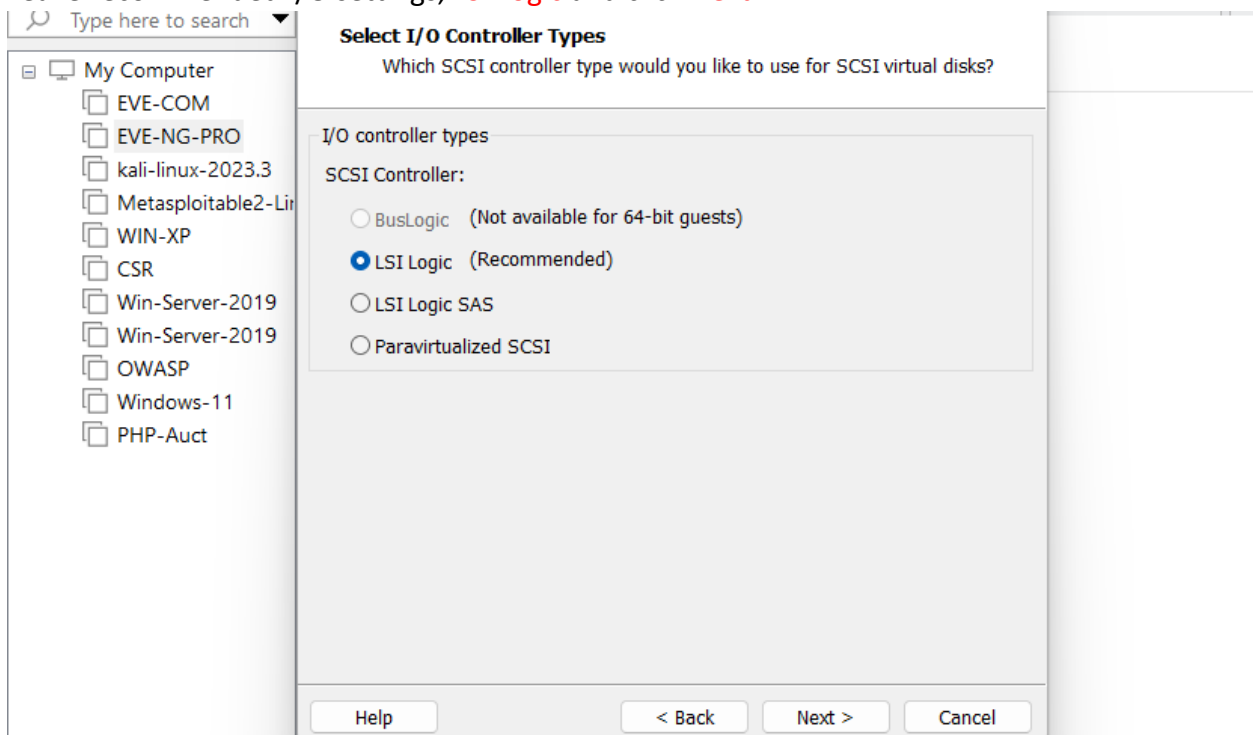 Type here to search
Select I/O Controller Types
Which SCSI controller type would you like to use for SCSI virtual disks?
My Computer
EVE-COM
EVE-NG-PRO
kali-linux-2023.3
Metasploitable2-Lin
WIN-XP
CSR
Win-Server-2019
Win-Server-2019
OWASP
Windows-11
PHP-Auct
I/O controller types
SCSI Controller:
BusLogic (Not available for 64-bit guests)
LSI Logic (Recommended)
LSI Logic SAS
Paravirtualized SCSI
Help
< Back
Next >
Cancel